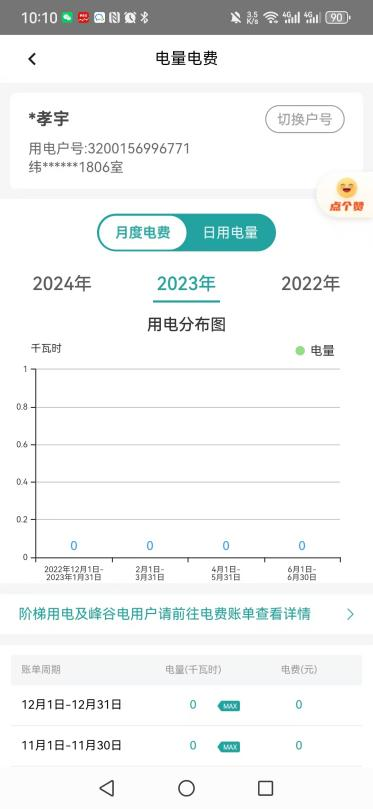 10:10
3.5 K/s
4G
4G
90
电量电费
*孝宇
切换户号
用电户号:3200156996771
纬******1806室
点个赞
月度电费 日用电量
2024年 2023年 2022年
用电分布图
千瓦时
电量
1
0.8
0.6
0.4
0.2
0
0 0 0 0
2022年12月1日-
2023年1月31日
2月1日-
3月31日
4月1日-
5月31日
6月1日-
6月30日
阶梯用电及峰谷电用户请前往电费账单查看详情
账单周期 电量(千瓦时) 电费(元)
12月1日-12月31日 0 MAX 0
11月1日-11月30日 0 MAX 0